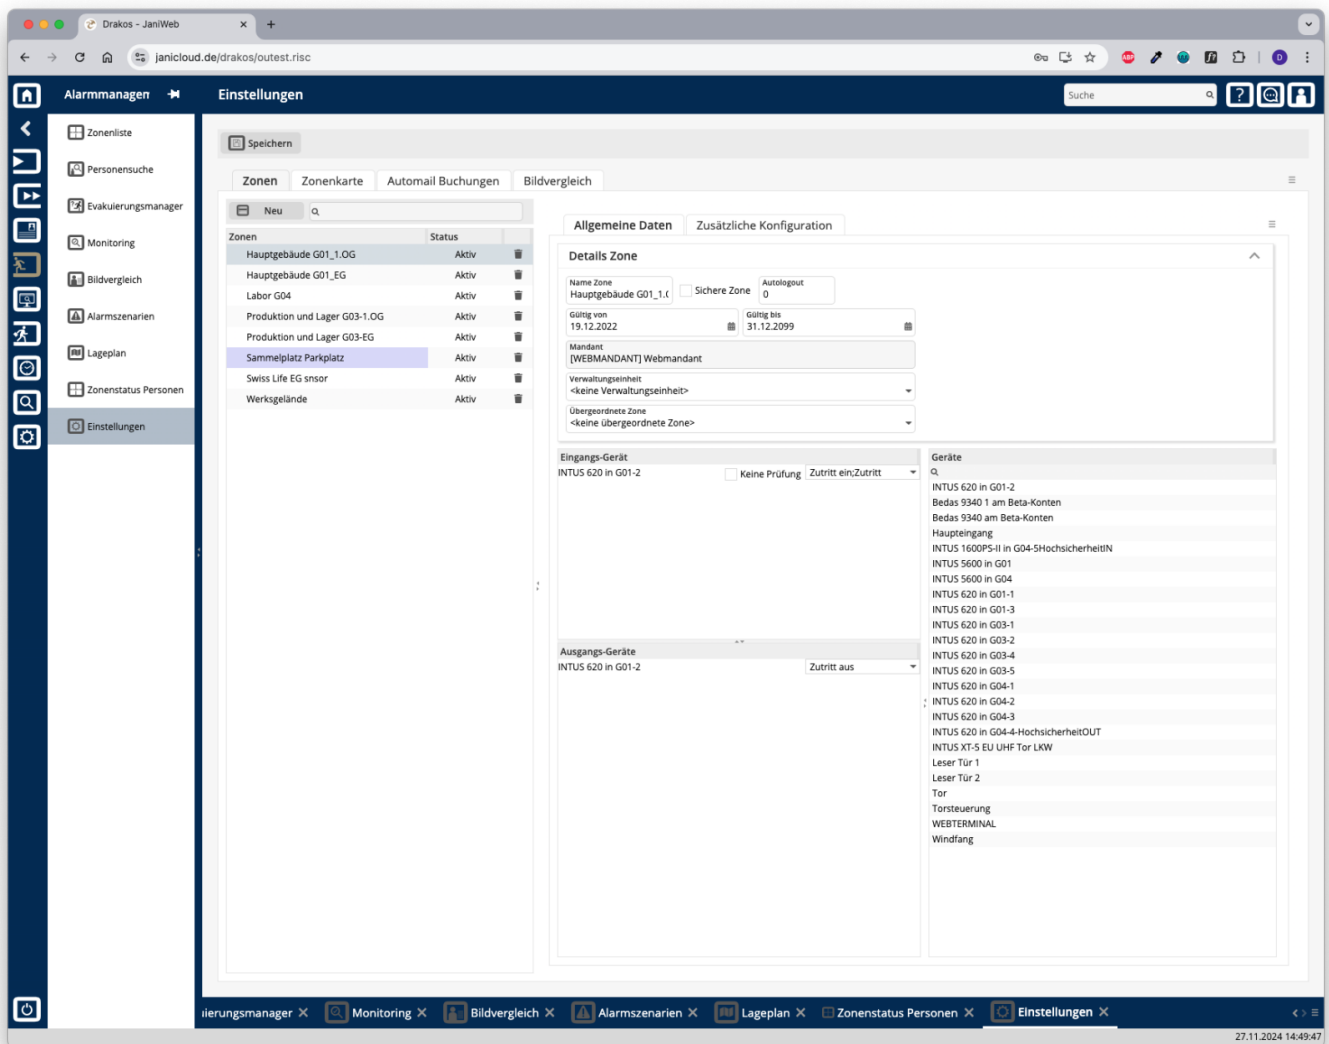 Drakos - JaniWeb
janicloud.de/drakos/outest.risc
ABP
D
Alarmmanagen
Einstellungen
Suche
Zonenliste
Personensuche
Evakuierungsmanager
Monitoring
Bildvergleich
Alarmszenarien
Lageplan
Zonenstatus Personen
Einstellungen
Speichern
Zonen Zonenkarte Automail Buchungen Bildvergleich
Neu
Zonen Status
Hauptgebäude G01_1.OG Aktiv
Hauptgebäude G01_EG Aktiv
Labor G04 Aktiv
Produktion und Lager G03-1.OG Aktiv
Produktion und Lager G03-EG Aktiv
Sammelplatz Parkplatz Aktiv
Swiss Life EG snsor Aktiv
Werksgelände Aktiv
Allgemeine Daten Zusätzliche Konfiguration
Details Zone
Name Zone
Hauptgebäude G01_1.(
Sichere Zone
Autologout
0
Gültig von
19.12.2022
Gültig bis
31.12.2099
Mandant
[WEBMANDANT] Webmandant
Verwaltungseinheit
<keine Verwaltungseinheit>
Übergeordnete Zone
<keine übergeordnete Zone>
Eingangs-Gerät
INTUS 620 in G01-2 Keine Prüfung Zutritt ein;Zutritt
Ausgangs-Geräte
INTUS 620 in G01-2 Zutritt aus
Geräte
INTUS 620 in G01-2
Bedas 9340 1 am Beta-Konten
Bedas 9340 am Beta-Konten
Haupteingang
INTUS 1600PS-II in G04-5HochsicherheitIN
INTUS 5600 in G01
INTUS 5600 in G04
INTUS 620 in G01-1
INTUS 620 in G01-3
INTUS 620 in G03-1
INTUS 620 in G03-2
INTUS 620 in G03-4
INTUS 620 in G03-5
INTUS 620 in G04-1
INTUS 620 in G04-2
INTUS 620 in G04-3
INTUS 620 in G04-4-HochsicherheitOUT
INTUS XT-5 EU UHF Tor LKW
Leser Tür 1
Leser Tür 2
Tor
Torsteuerung
WEBTERMINAL
Windfang
ierungsmanager Monitoring Bildvergleich Alarmszenarien Lageplan Zonenstatus Personen Einstellungen
27.11.2024 14:49:47